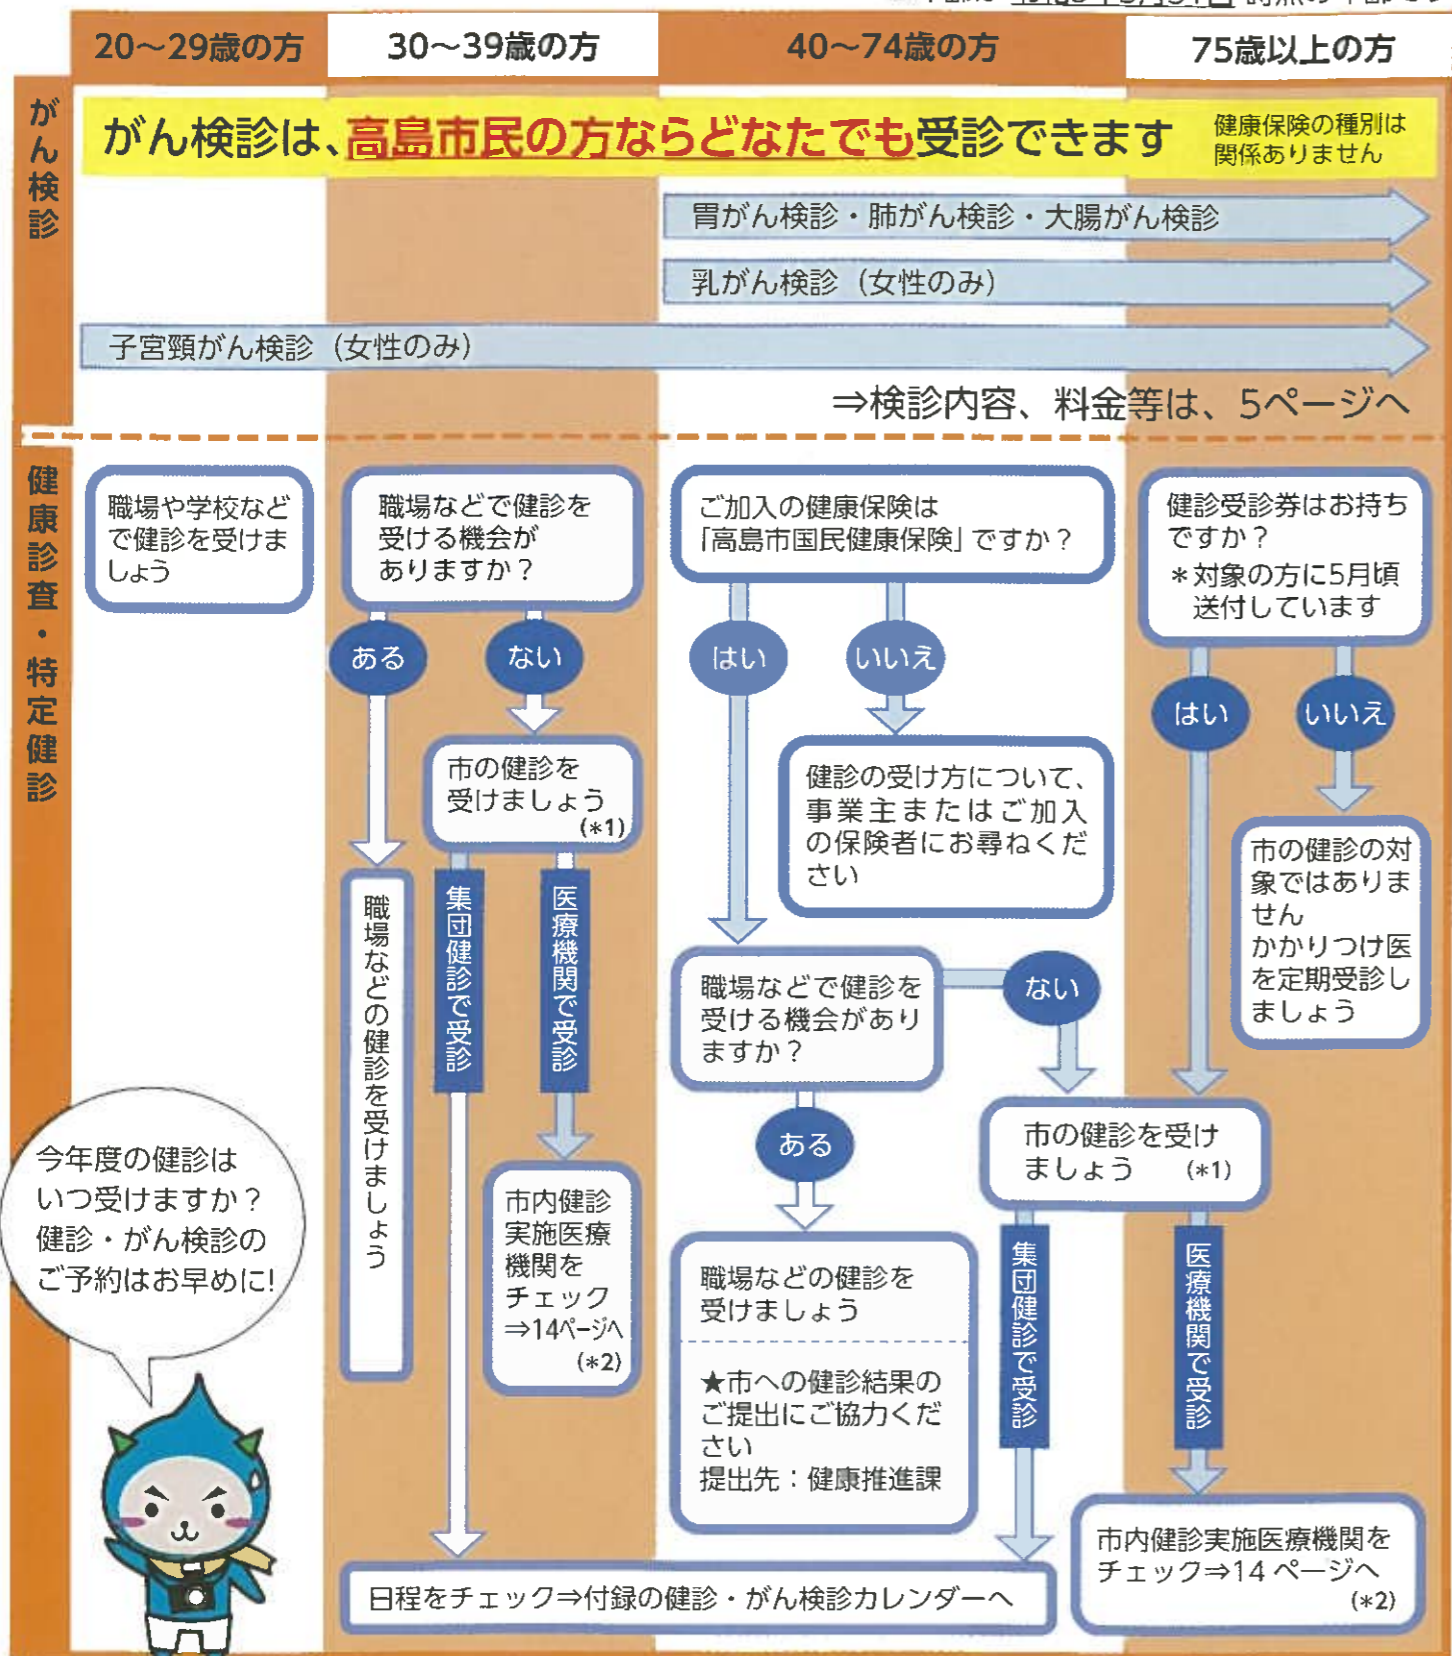 20～29歳の方
30～39歳の方
40～74歳の方
75歳以上の方
がん検診
がん検診は、高島市民の方ならどなたでも受診できます
健康保険の種別は
関係ありません
胃がん検診・肺がん検診・大腸がん検診
乳がん検診（女性のみ）
子宮頸がん検診（女性のみ）
⇒検診内容、料金等は、5ページへ
健康診査・特定健診
職場や学校など
で健診を受けま
しょう
職場などで健診を
受ける機会が
ありますか？
ある
ない
市の健診を
受けましょう
(*1)
職場などの健診を受けましょう
集団健診で受診
医療機関で受診
市内健診
実施医療
機関を
チェック
⇒14ページへ
(*2)
ご加入の健康保険は
「高島市国民健康保険」ですか？
はい
いいえ
健診の受け方について、
事業主またはご加入
の保険者にお尋ねくだ
さい
職場などで健診を
受ける機会があり
ますか？
ない
ある
職場などの健診を
受けましょう
★市への健診結果の
ご提出にご協力くだ
さい
提出先：健康推進課
健診受診券はお持ち
ですか？
＊対象の方に5月頃
送付しています
はい
いいえ
市の健診の対
象ではありま
せん
かかりつけ医
を定期受診し
ましょう
市の健診を受け
ましょう (*1)
集団健診で受診
医療機関で受診
市内健診実施医療機関を
チェック⇒14 ページへ
(*2)
日程をチェック⇒付録の健診・がん検診カレンダーへ
今年度の健診は
いつ受けますか？
健診・がん検診の
ご予約はお早めに!